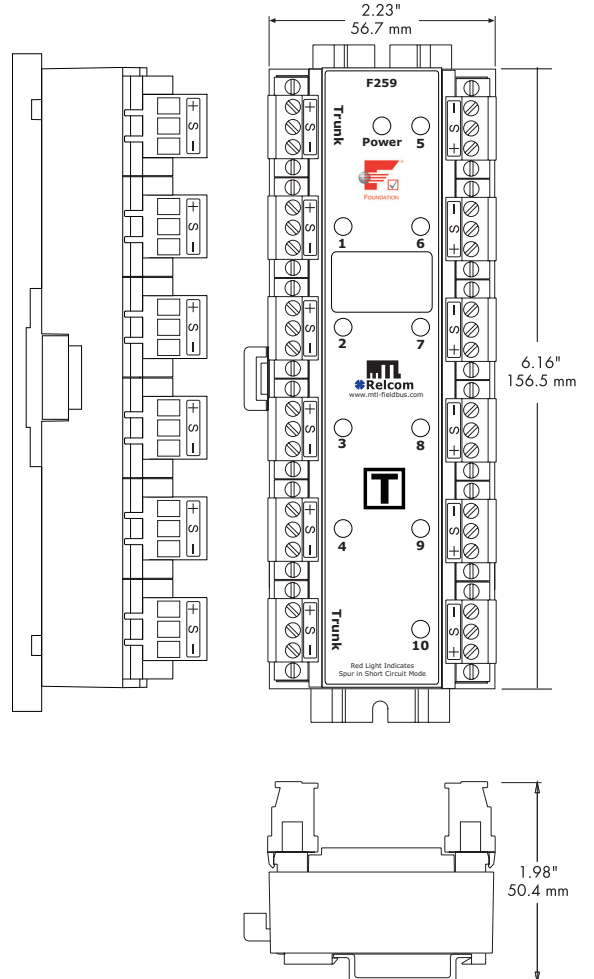 2.23"
56.7 mm
F259
Trunk
Power
5
FOUNDATION
1
6
2
7
6.16"
156.5 mm
MTL
Relcom
www.mtl-fieldbus.com
3
8
T
4
9
Trunk
10
Red Light Indicates
Spur in Short Circuit Mode
+ S -
+ S -
+ S -
+ S -
+ S -
+ S -
+ S -
+ S -
+ S -
+ S -
+ S -
+ S -
- S +
- S +
- S +
- S +
- S +
- S +
1.98"
50.4 mm